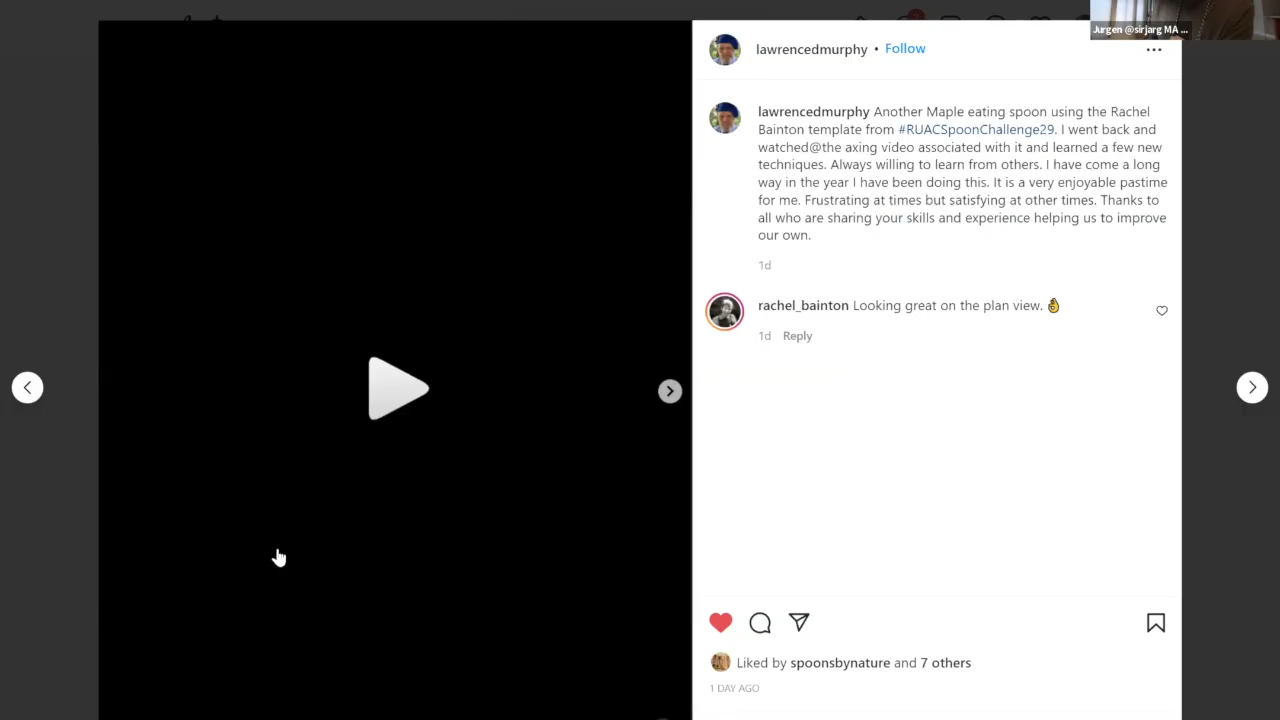 Jurgen @sirjarg MA ...
lawrencedmurphy • Follow
lawrencedmurphy Another Maple eating spoon using the Rachel
Bainton template from #RUACSpoonChallenge29. I went back and
watched@the axing video associated with it and learned a few new
techniques. Always willing to learn from others. I have come a long
way in the year I have been doing this. It is a very enjoyable pastime
for me. Frustrating at times but satisfying at other times. Thanks to
all who are sharing your skills and experience helping us to improve
our own.
1d
rachel_bainton Looking great on the plan view. 👌
1d Reply
Liked by spoonsbynature and 7 others
1 DAY AGO